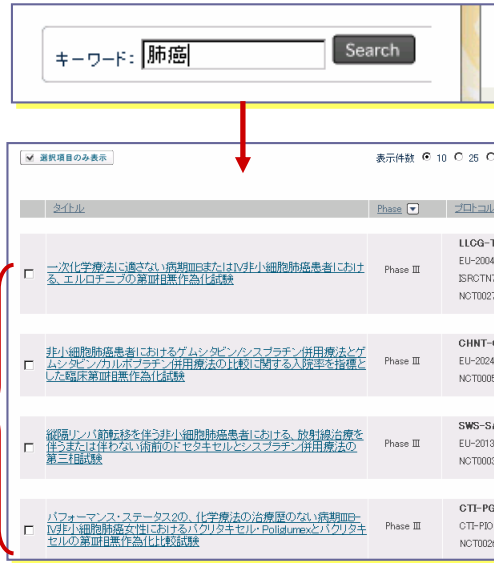 キーワード: 肺癌 Search
選択項目のみ表示 表示件数 10 25
タイトル Phase プロトコル
一次化学療法に適さない病期ⅢBまたはⅣ非小細胞肺癌患者におけ
る、エルロチニブの第Ⅲ相無作為化試験
Phase Ⅲ
LLCG-T
EU-2004
ISRCTN7
NCT0027
非小細胞肺癌患者におけるゲムシタビン/シスプラチン併用療法とゲ
ムシタビン/カルボプラチン併用療法の比較に関する入院率を指標と
した臨床第Ⅲ相無作為化試験
Phase Ⅲ
CHNT-
EU-2024
NCT0005
縦隔リンパ節転移を伴う非小細胞肺癌患者における、放射線治療を
伴うまたは伴わない術前のドセタキセルとシスプラチン併用療法の
第三相試験
Phase Ⅲ
SWS-SA
EU-2013
NCT0003
パフォーマンス・ステータス2の、化学療法の治療歴のない病期ⅢB-
Ⅳ非小細胞肺癌女性におけるパクリタキセル・Poliglumexとパクリタキ
セルの第Ⅲ相無作為化比較試験
Phase Ⅲ
CTI-PG
CTI-PIO
NCT0026